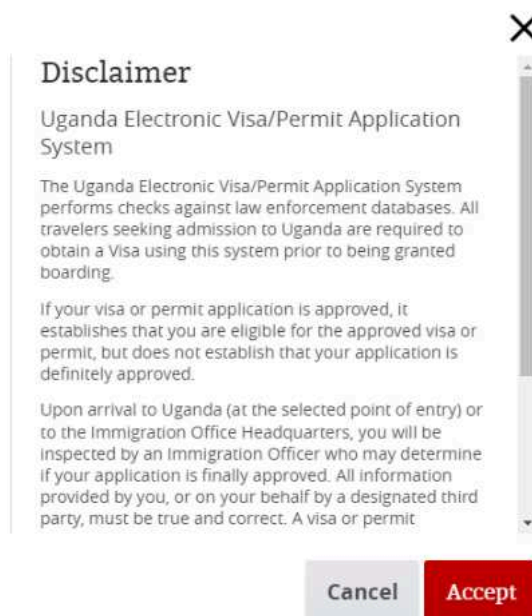 Disclaimer
Uganda Electronic Visa/Permit Application
System
The Uganda Electronic Visa/Permit Application System
performs checks against law enforcement databases. All
travelers seeking admission to Uganda are required to
obtain a Visa using this system prior to being granted
boarding.
If your visa or permit application is approved, it
establishes that you are eligible for the approved visa or
permit, but does not establish that your application is
definitely approved.
Upon arrival to Uganda (at the selected point of entry) or
to the Immigration Office Headquarters, you will be
inspected by an Immigration Officer who may determine
if your application is finally approved. All information
provided by you, or on your behalf by a designated third
party, must be true and correct. A visa or permit
Cancel Accept